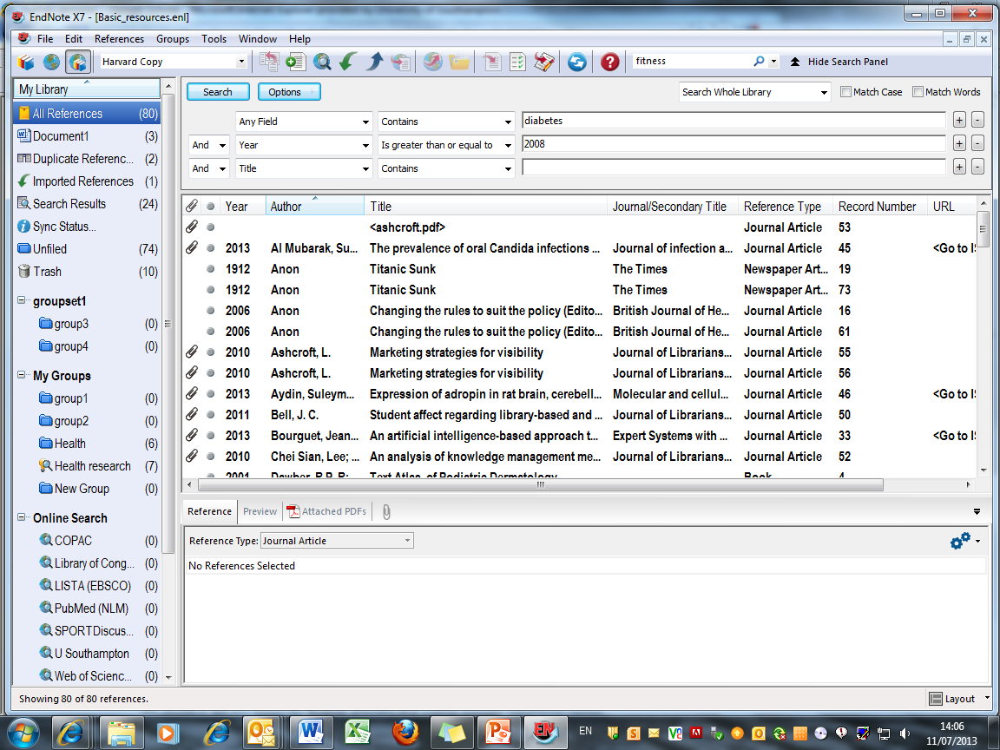 EndNote X7 - [Basic_resources.enl]
File Edit References Groups Tools Window Help
Harvard Copy
fitness
Hide Search Panel
My Library
All References (80)
Document1 (3)
Duplicate Referenc... (2)
Imported References (1)
Search Results (24)
Sync Status...
Unfiled (74)
Trash (10)
groupset1
group3 (0)
group4 (0)
My Groups
group1 (0)
group2 (0)
Health (6)
Health research (7)
New Group (0)
Online Search
COPAC (0)
Library of Cong... (0)
LISTA (EBSCO) (0)
PubMed (NLM) (0)
SPORTDiscus... (0)
U Southampton (0)
Web of Scienc... (0)
Search Options Search Whole Library Match Case Match Words
Any Field Contains diabetes + -
And Year Is greater than or equal to 2008 + -
And Title Contains + -
Year Author Title Journal/Secondary Title Reference Type Record Number URL
<ashcroft.pdf> Journal Article 53
2013 Al Mubarak, Su... The prevalence of oral Candida infections ... Journal of infection a... Journal Article 45 <Go to IS
1912 Anon Titanic Sunk The Times Newspaper Art... 19
1912 Anon Titanic Sunk The Times Newspaper Art... 73
2006 Anon Changing the rules to suit the policy (Edito... British Journal of He... Journal Article 16
2006 Anon Changing the rules to suit the policy (Edito... British Journal of He... Journal Article 61
2010 Ashcroft, L. Marketing strategies for visibility Journal of Librarians... Journal Article 55
2010 Ashcroft, L. Marketing strategies for visibility Journal of Librarians... Journal Article 56
2013 Aydin, Suleym... Expression of adropin in rat brain, cerebell... Molecular and cellul... Journal Article 46 <Go to IS
2011 Bell, J. C. Student affect regarding library-based and ... Journal of Librarians... Journal Article 50
2013 Bourguet, Jean... An artificial intelligence-based approach t... Expert Systems with ... Journal Article 33 <Go to IS
2010 Chei Sian, Lee; ... An analysis of knowledge management me... Journal of Librarians... Journal Article 52
2001 Dawber, R.P. R; Text Atlas of Podiatric Dermatology Book 4
Reference Preview Attached PDFs
Reference Type: Journal Article
No References Selected
Showing 80 of 80 references.
Layout
EN
14:06
11/07/2013